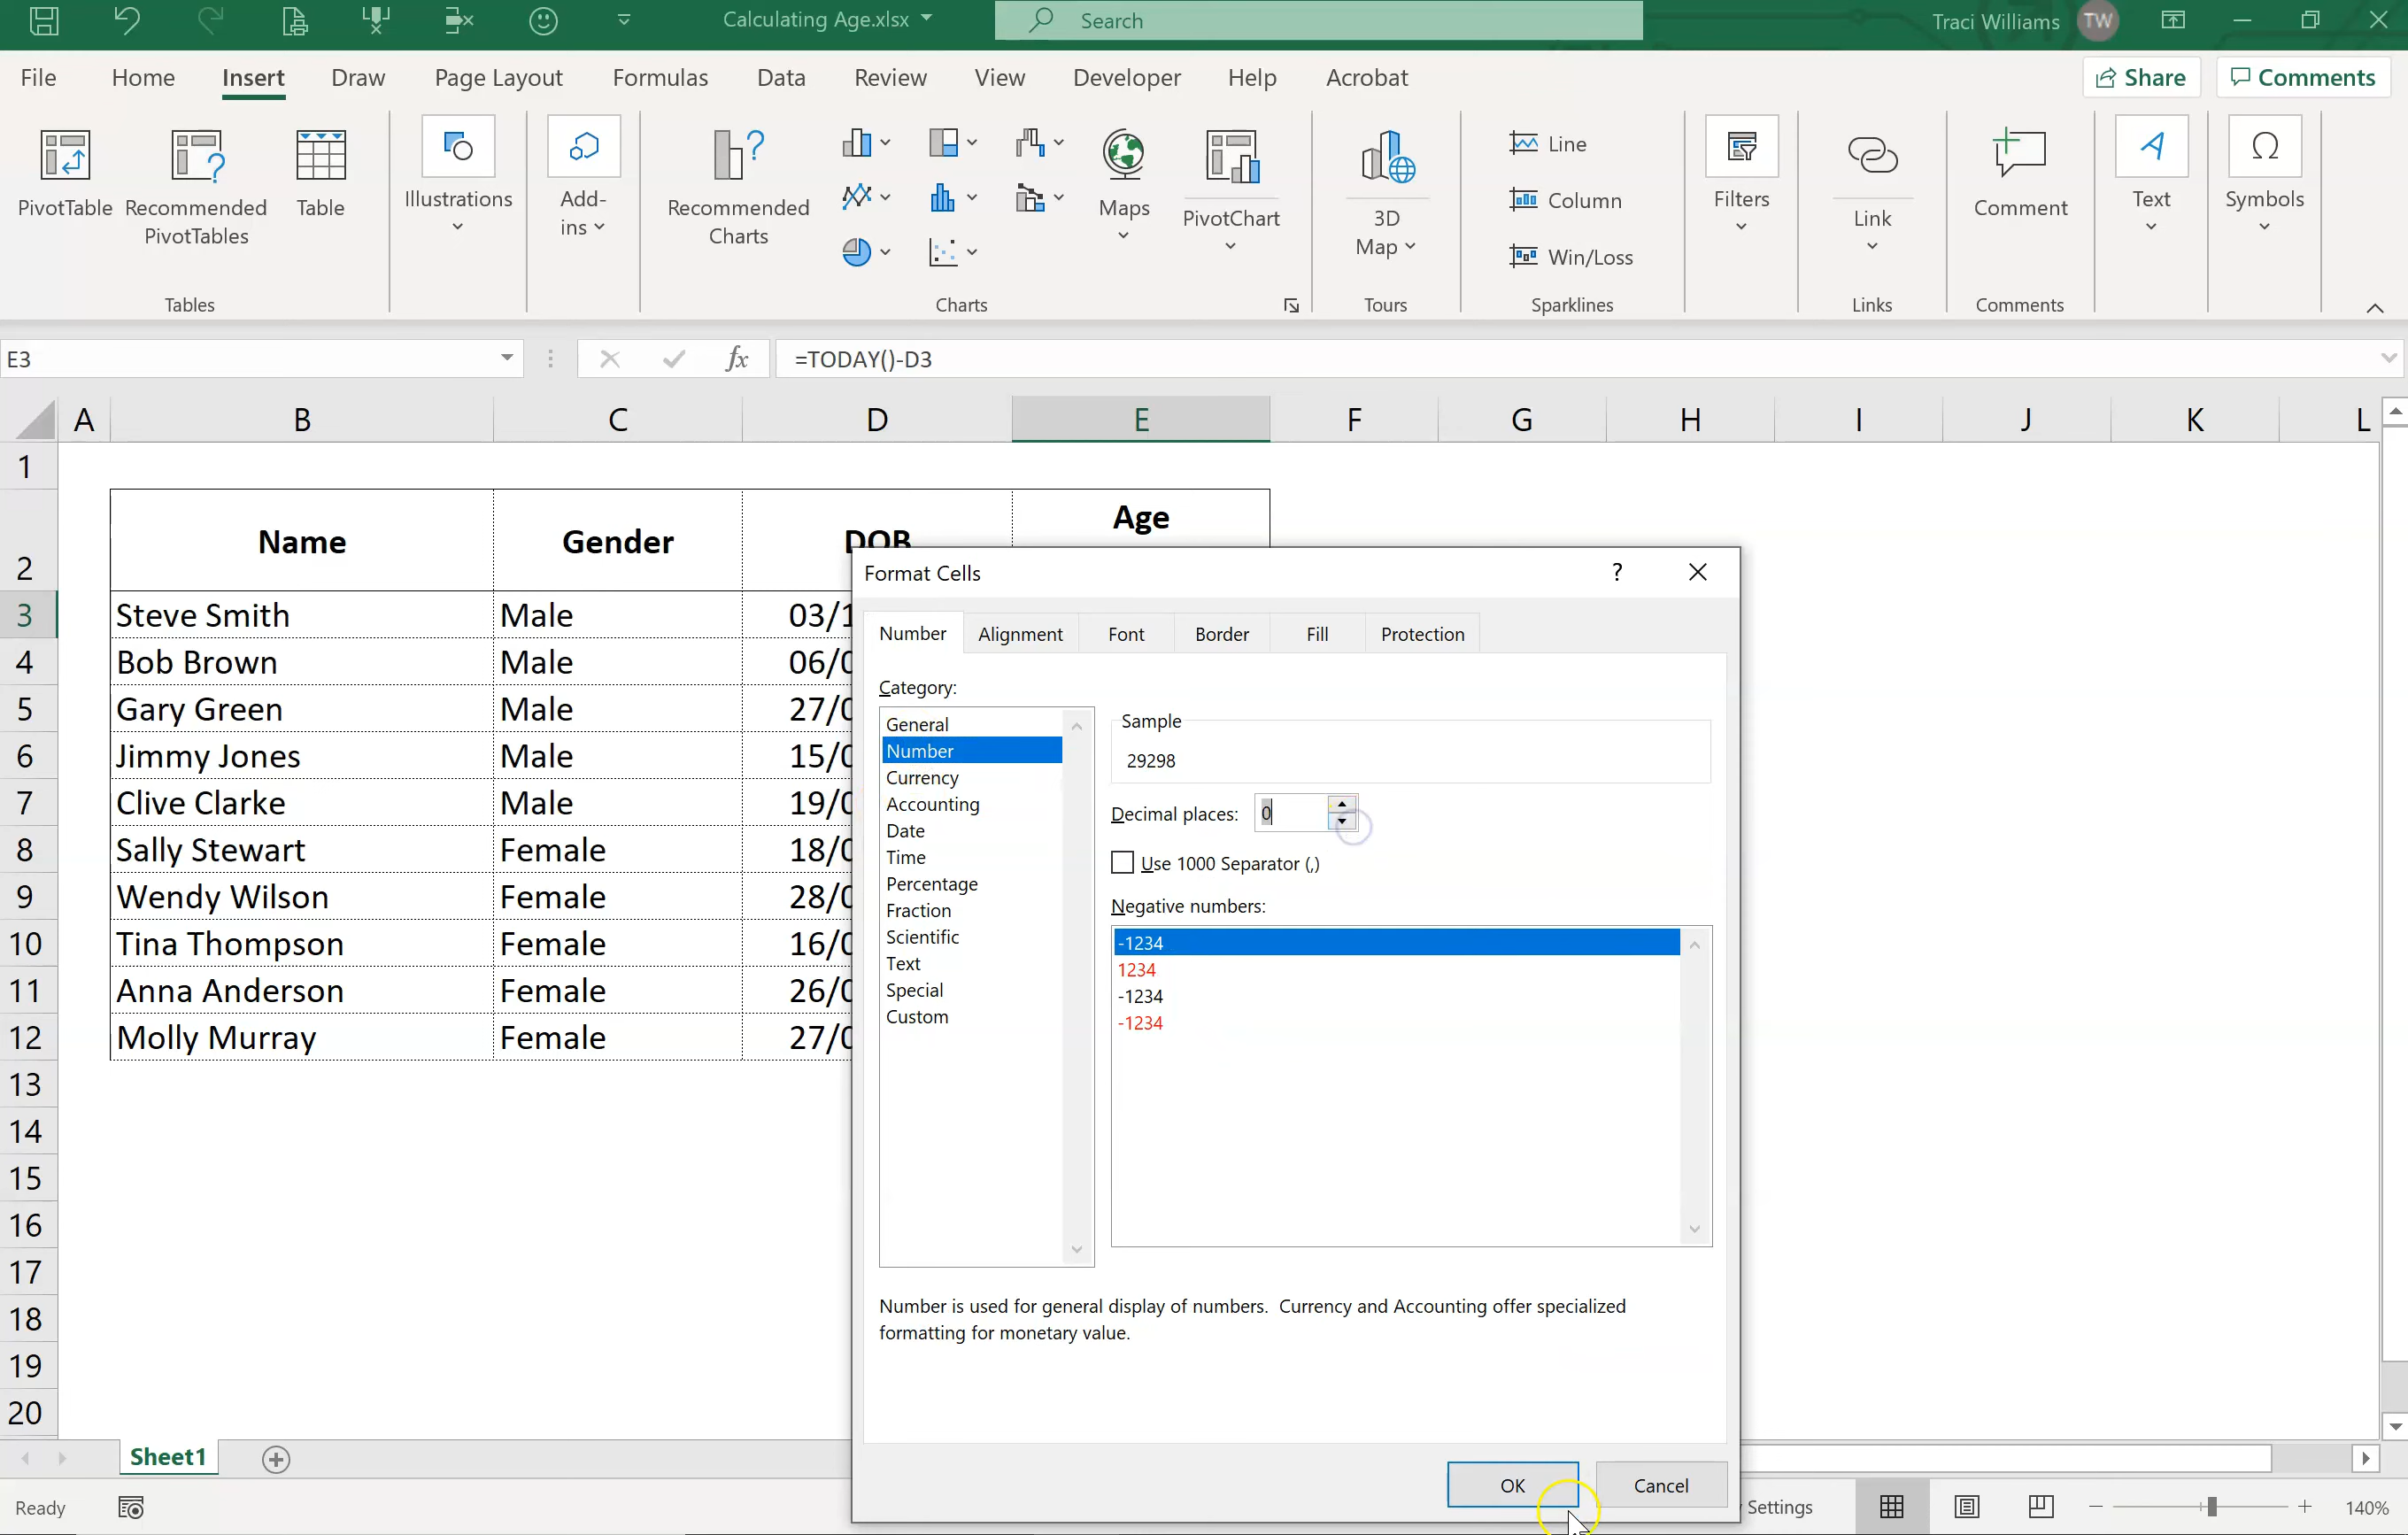 Calculating Age.xlsx
Search
Traci Williams
TW
File Home Insert Draw Page Layout Formulas Data Review View Developer Help Acrobat
Share Comments
PivotTable
Recommended
PivotTables
Table
Illustrations
Add-
ins
Recommended
Charts
Maps
PivotChart
3D
Map
Line
Column
Win/Loss
Filters
Link
Comment
Text
Symbols
Tables Charts Tours Sparklines Links Comments
E3
fx
=TODAY()-D3
A B C D E F G H I J K L
1
2 Name Gender DOB Age
3 Steve Smith Male 03/1
4 Bob Brown Male 06/0
5 Gary Green Male 27/0
6 Jimmy Jones Male 15/0
7 Clive Clarke Male 19/0
8 Sally Stewart Female 18/0
9 Wendy Wilson Female 28/0
10 Tina Thompson Female 16/0
11 Anna Anderson Female 26/0
12 Molly Murray Female 27/0
13
14
15
16
17
18
19
20
Format Cells
?
Number Alignment Font Border Fill Protection
Category:
General
Number
Currency
Accounting
Date
Time
Percentage
Fraction
Scientific
Text
Special
Custom
Sample
29298
Decimal places: 0
Use 1000 Separator (,)
Negative numbers:
-1234
1234
-1234
-1234
Number is used for general display of numbers.  Currency and Accounting offer specialized
formatting for monetary value.
OK Cancel
Sheet1
Ready
Settings
140%